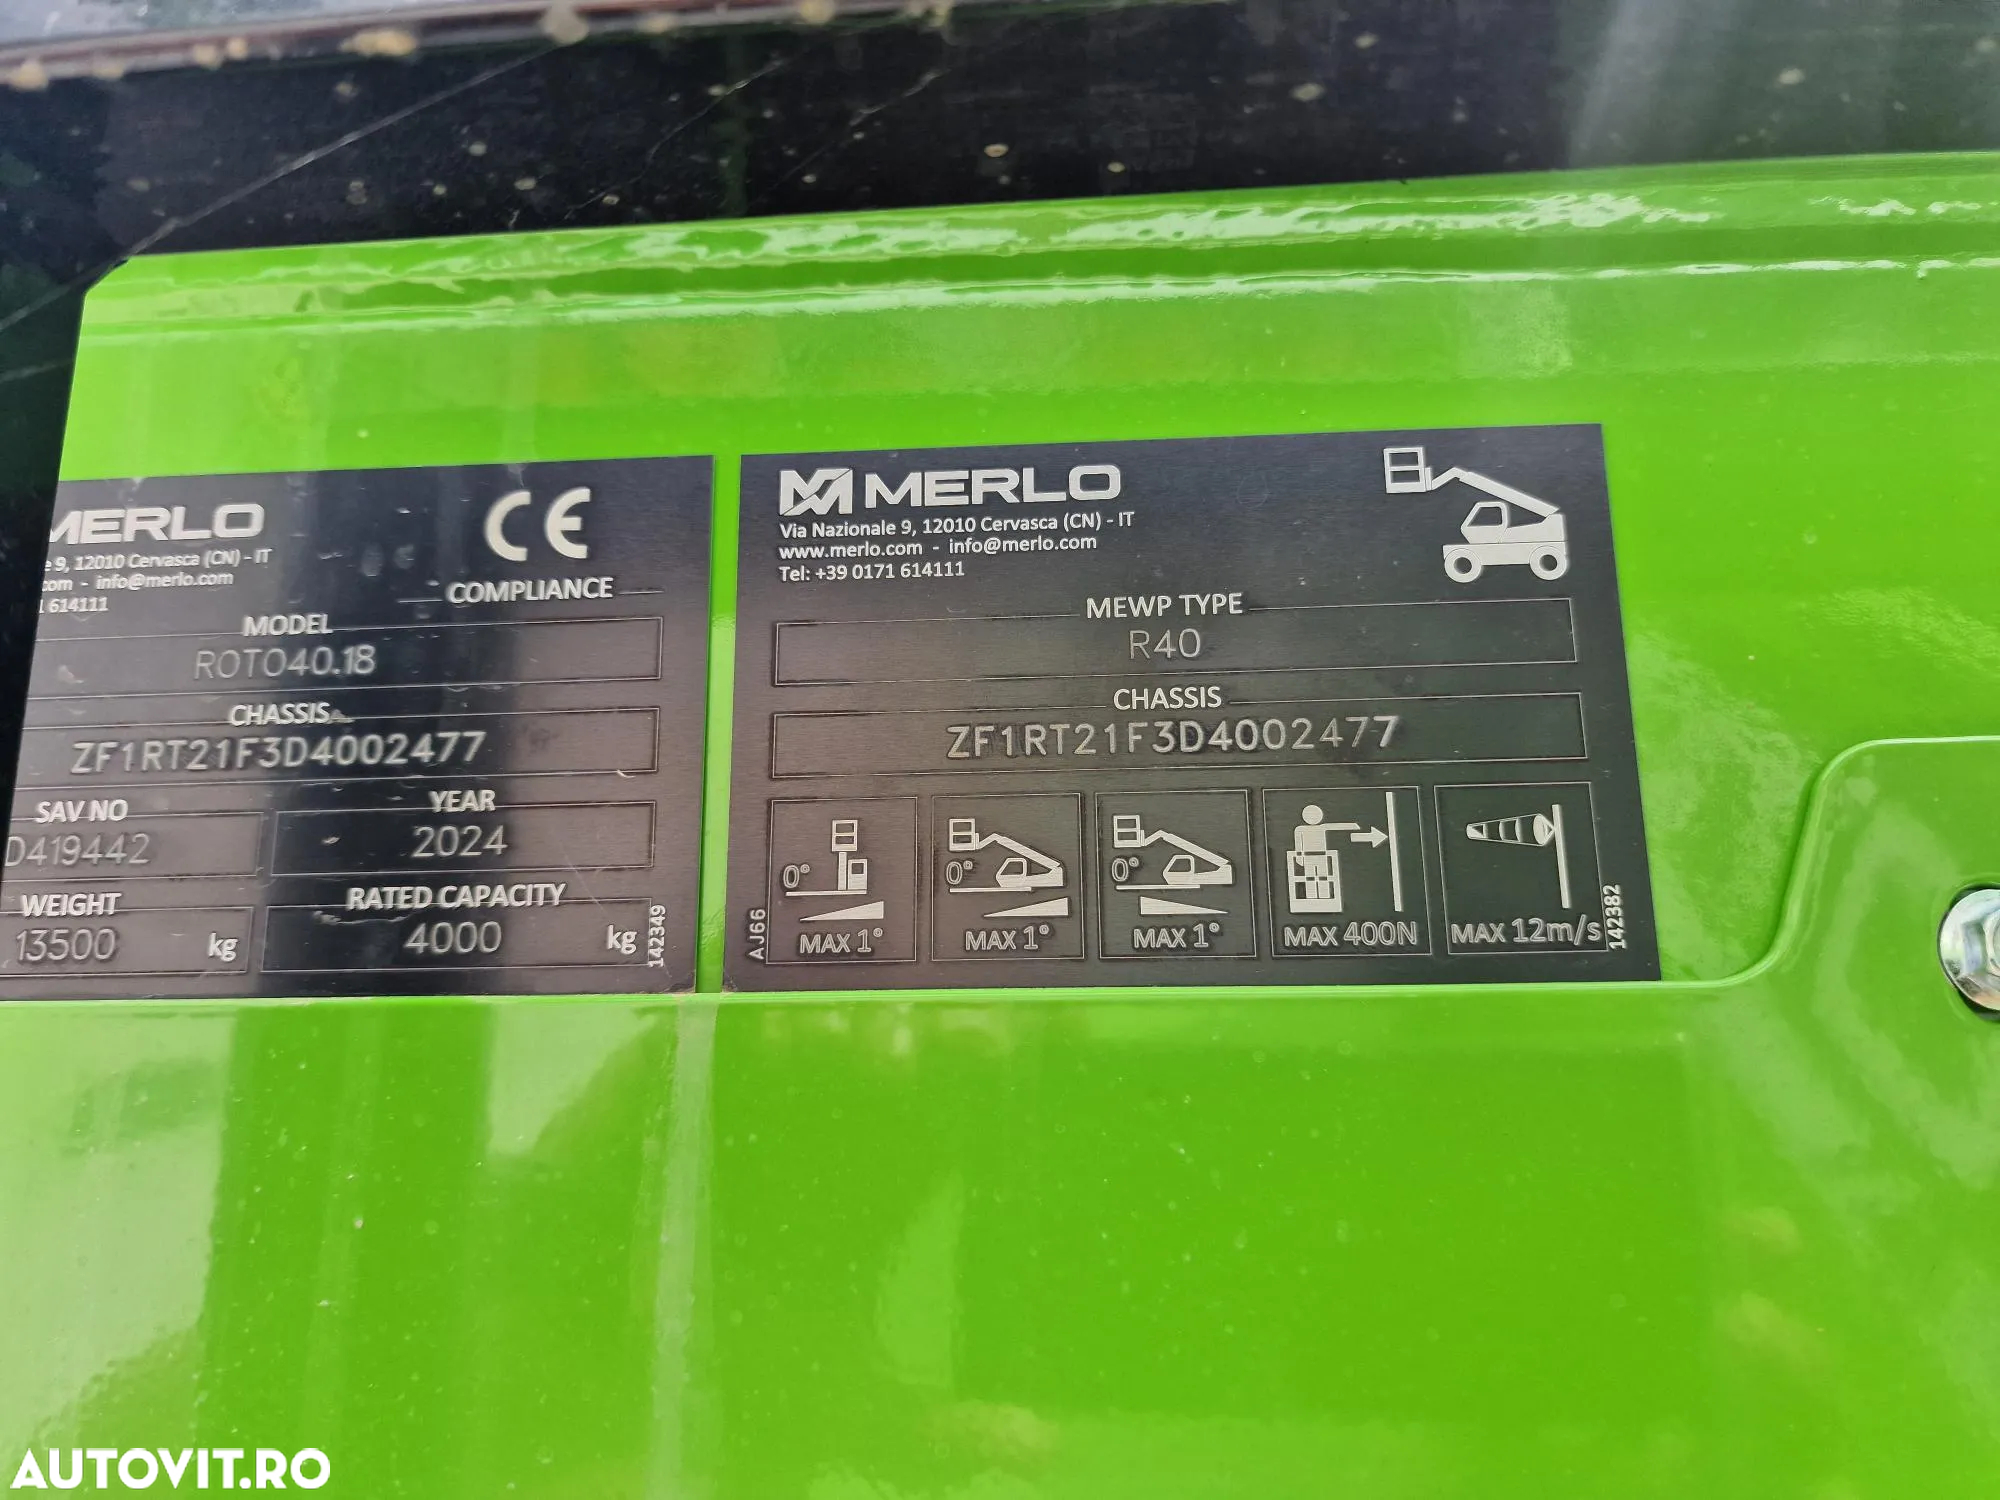 MERLO
9, 12010 Cervasca (CN) - IT
com - info@merlo.com
614111
CE
COMPLIANCE
MODEL
ROTO40.18
CHASSIS
ZF1RT21F3D4002477
SAV NO
D419442
YEAR
2024
WEIGHT
13500 kg
RATED CAPACITY
4000 kg
142349
MERLO
Via Nazionale 9, 12010 Cervasca (CN) - IT
www.merlo.com - info@merlo.com
Tel: +39 0171 614111
MEWP TYPE
R40
CHASSIS
ZF1RT21F3D4002477
AJ66
0°
MAX 1°
0°
MAX 1°
0°
MAX 1°
MAX 400N
MAX 12m/s
142382
AUTOVIT.RO